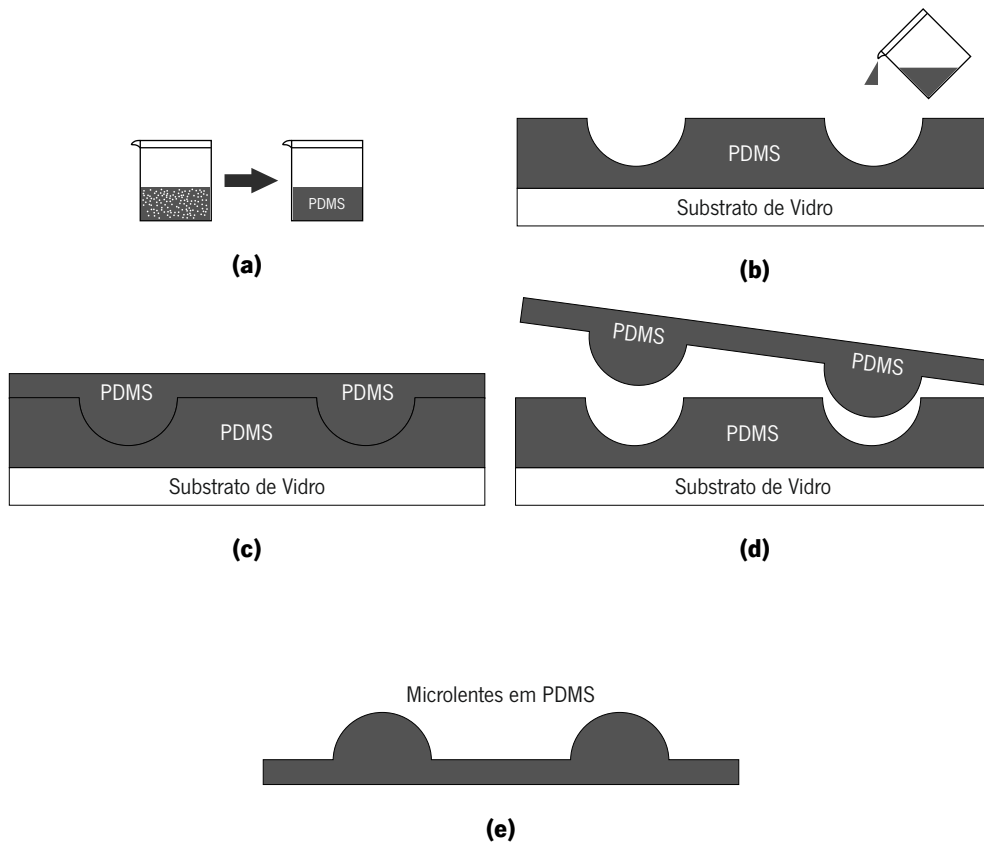 PDMS
(a)
PDMS
Substrato de Vidro
(b)
PDMS
PDMS
PDMS
Substrato de Vidro
(c)
PDMS
PDMS
PDMS
Substrato de Vidro
(d)
Microlentes em PDMS
(e)